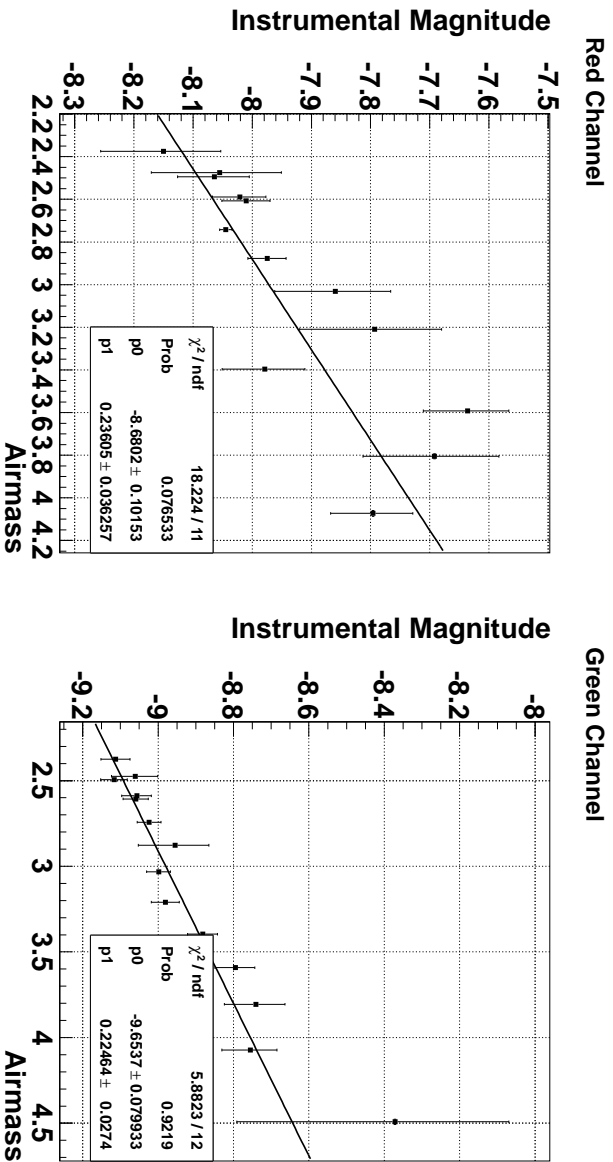 Red Channel
Instrumental Magnitude
-7.5
-7.6
-7.7
-7.8
-7.9
-8
-8.1
-8.2
-8.3
2.2 2.4 2.6 2.8 3 3.2 3.4 3.6 3.8 4 4.2
Airmass
χ² / ndf 18.224 / 11
Prob 0.076533
p0 -8.6802 ± 0.10153
p1 0.23605 ± 0.036257
Green Channel
Instrumental Magnitude
-8
-8.2
-8.4
-8.6
-8.8
-9
-9.2
2.5 3 3.5 4 4.5
Airmass
χ² / ndf 5.8823 / 12
Prob 0.9219
p0 -9.6537 ± 0.079933
p1 0.22464 ± 0.0274